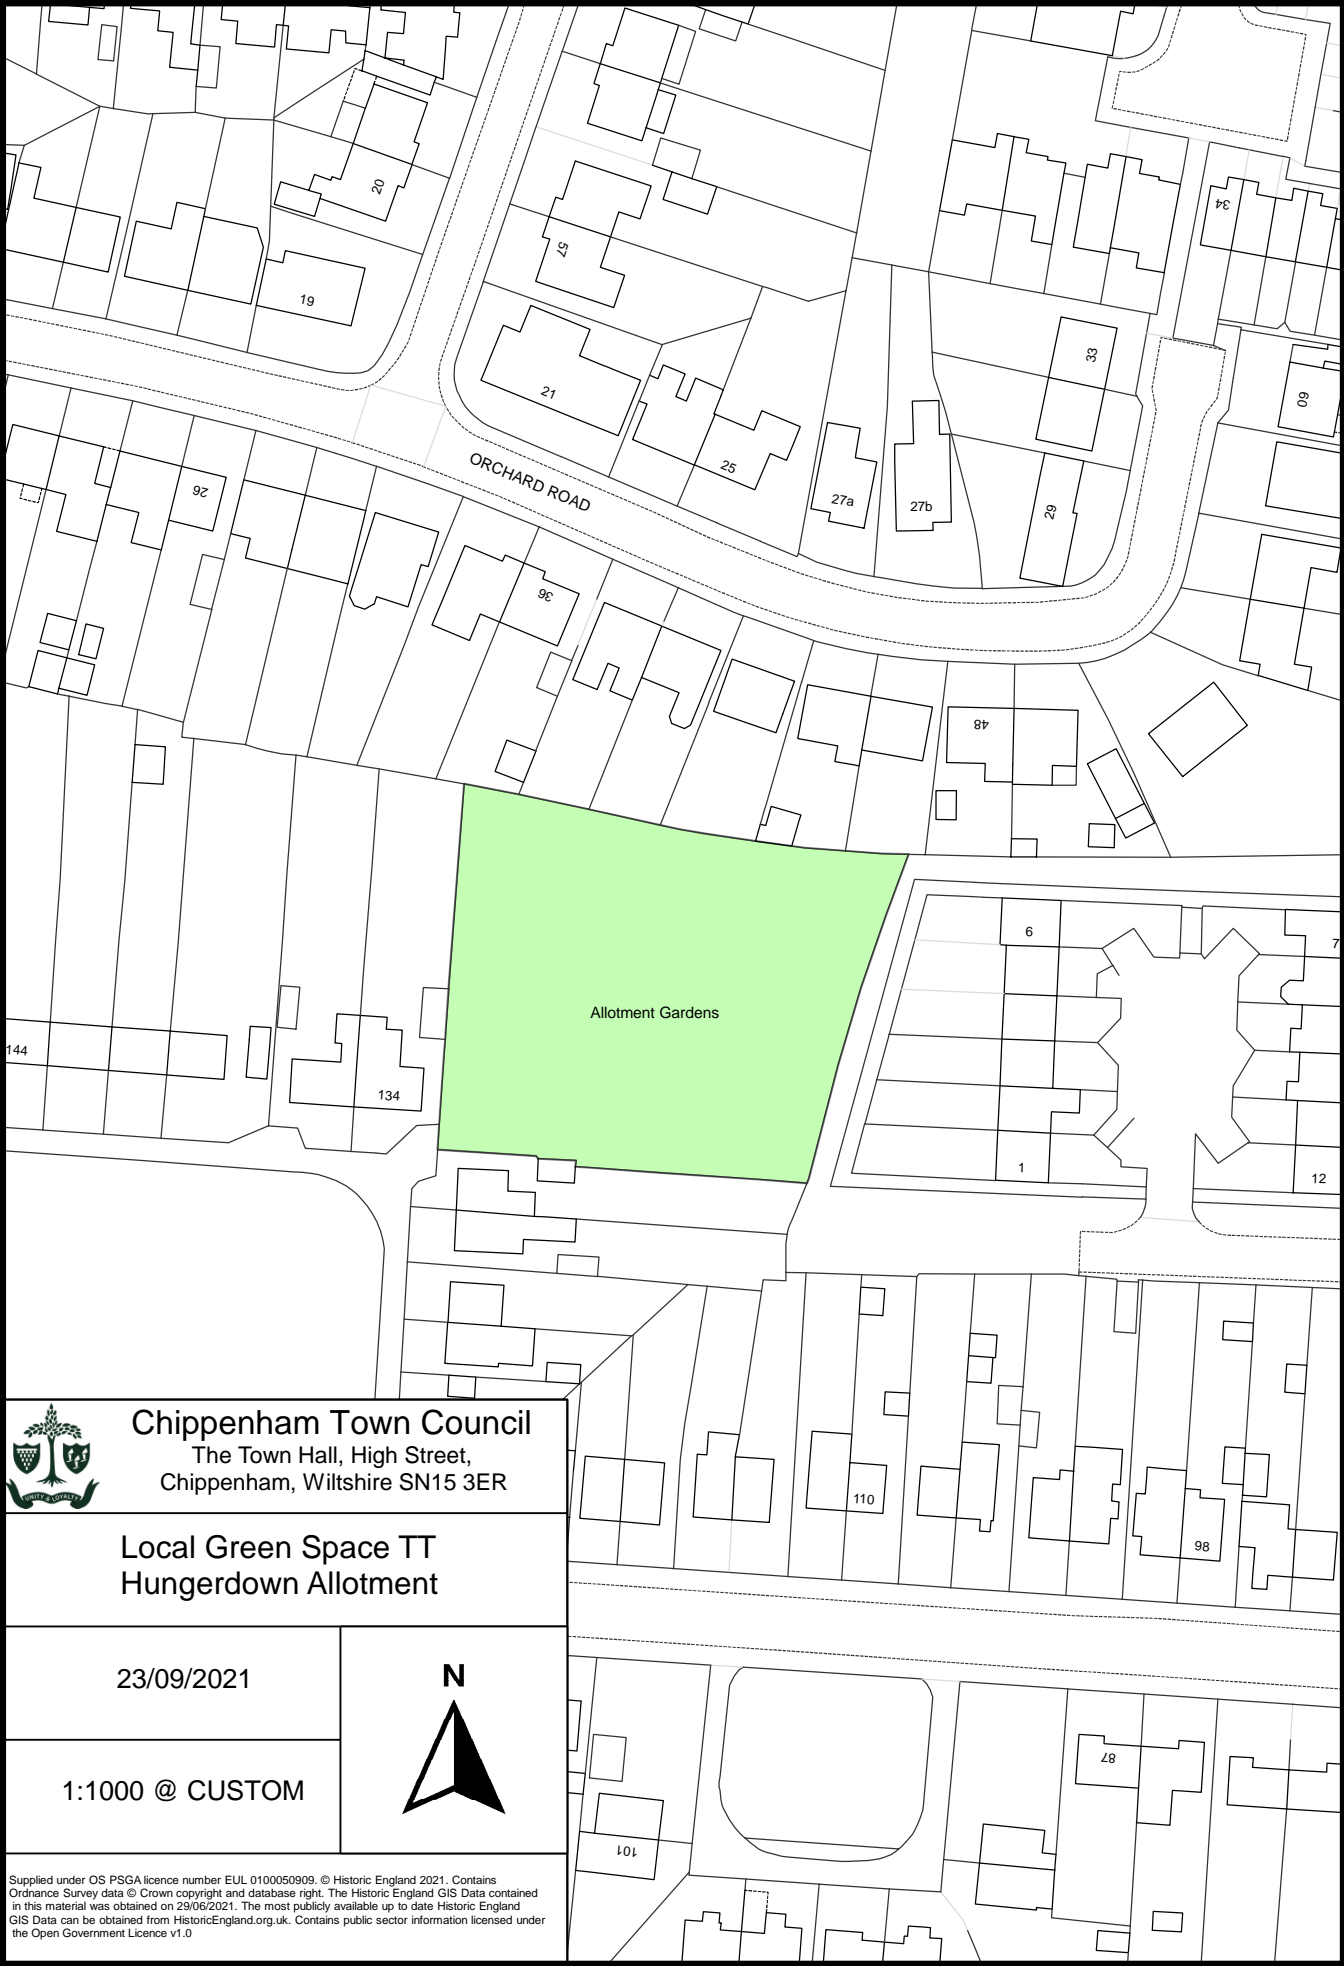 20
57
34
19
33
21
60
25
26
ORCHARD ROAD
27a
27b
29
36
48
6
7
Allotment Gardens
144
134
1
12
Chippenham Town Council
The Town Hall, High Street,
Chippenham, Wiltshire SN15 3ER
UNITY & LOYALTY
110
98
Local Green Space TT
Hungerdown Allotment
23/09/2021
N
87
1:1000 @ CUSTOM
101
Supplied under OS PSGA licence number EUL 0100050909. © Historic England 2021. Contains
Ordnance Survey data © Crown copyright and database right. The Historic England GIS Data contained
in this material was obtained on 29/06/2021. The most publicly available up to date Historic England
GIS Data can be obtained from HistoricEngland.org.uk. Contains public sector information licensed under
the Open Government Licence v1.0